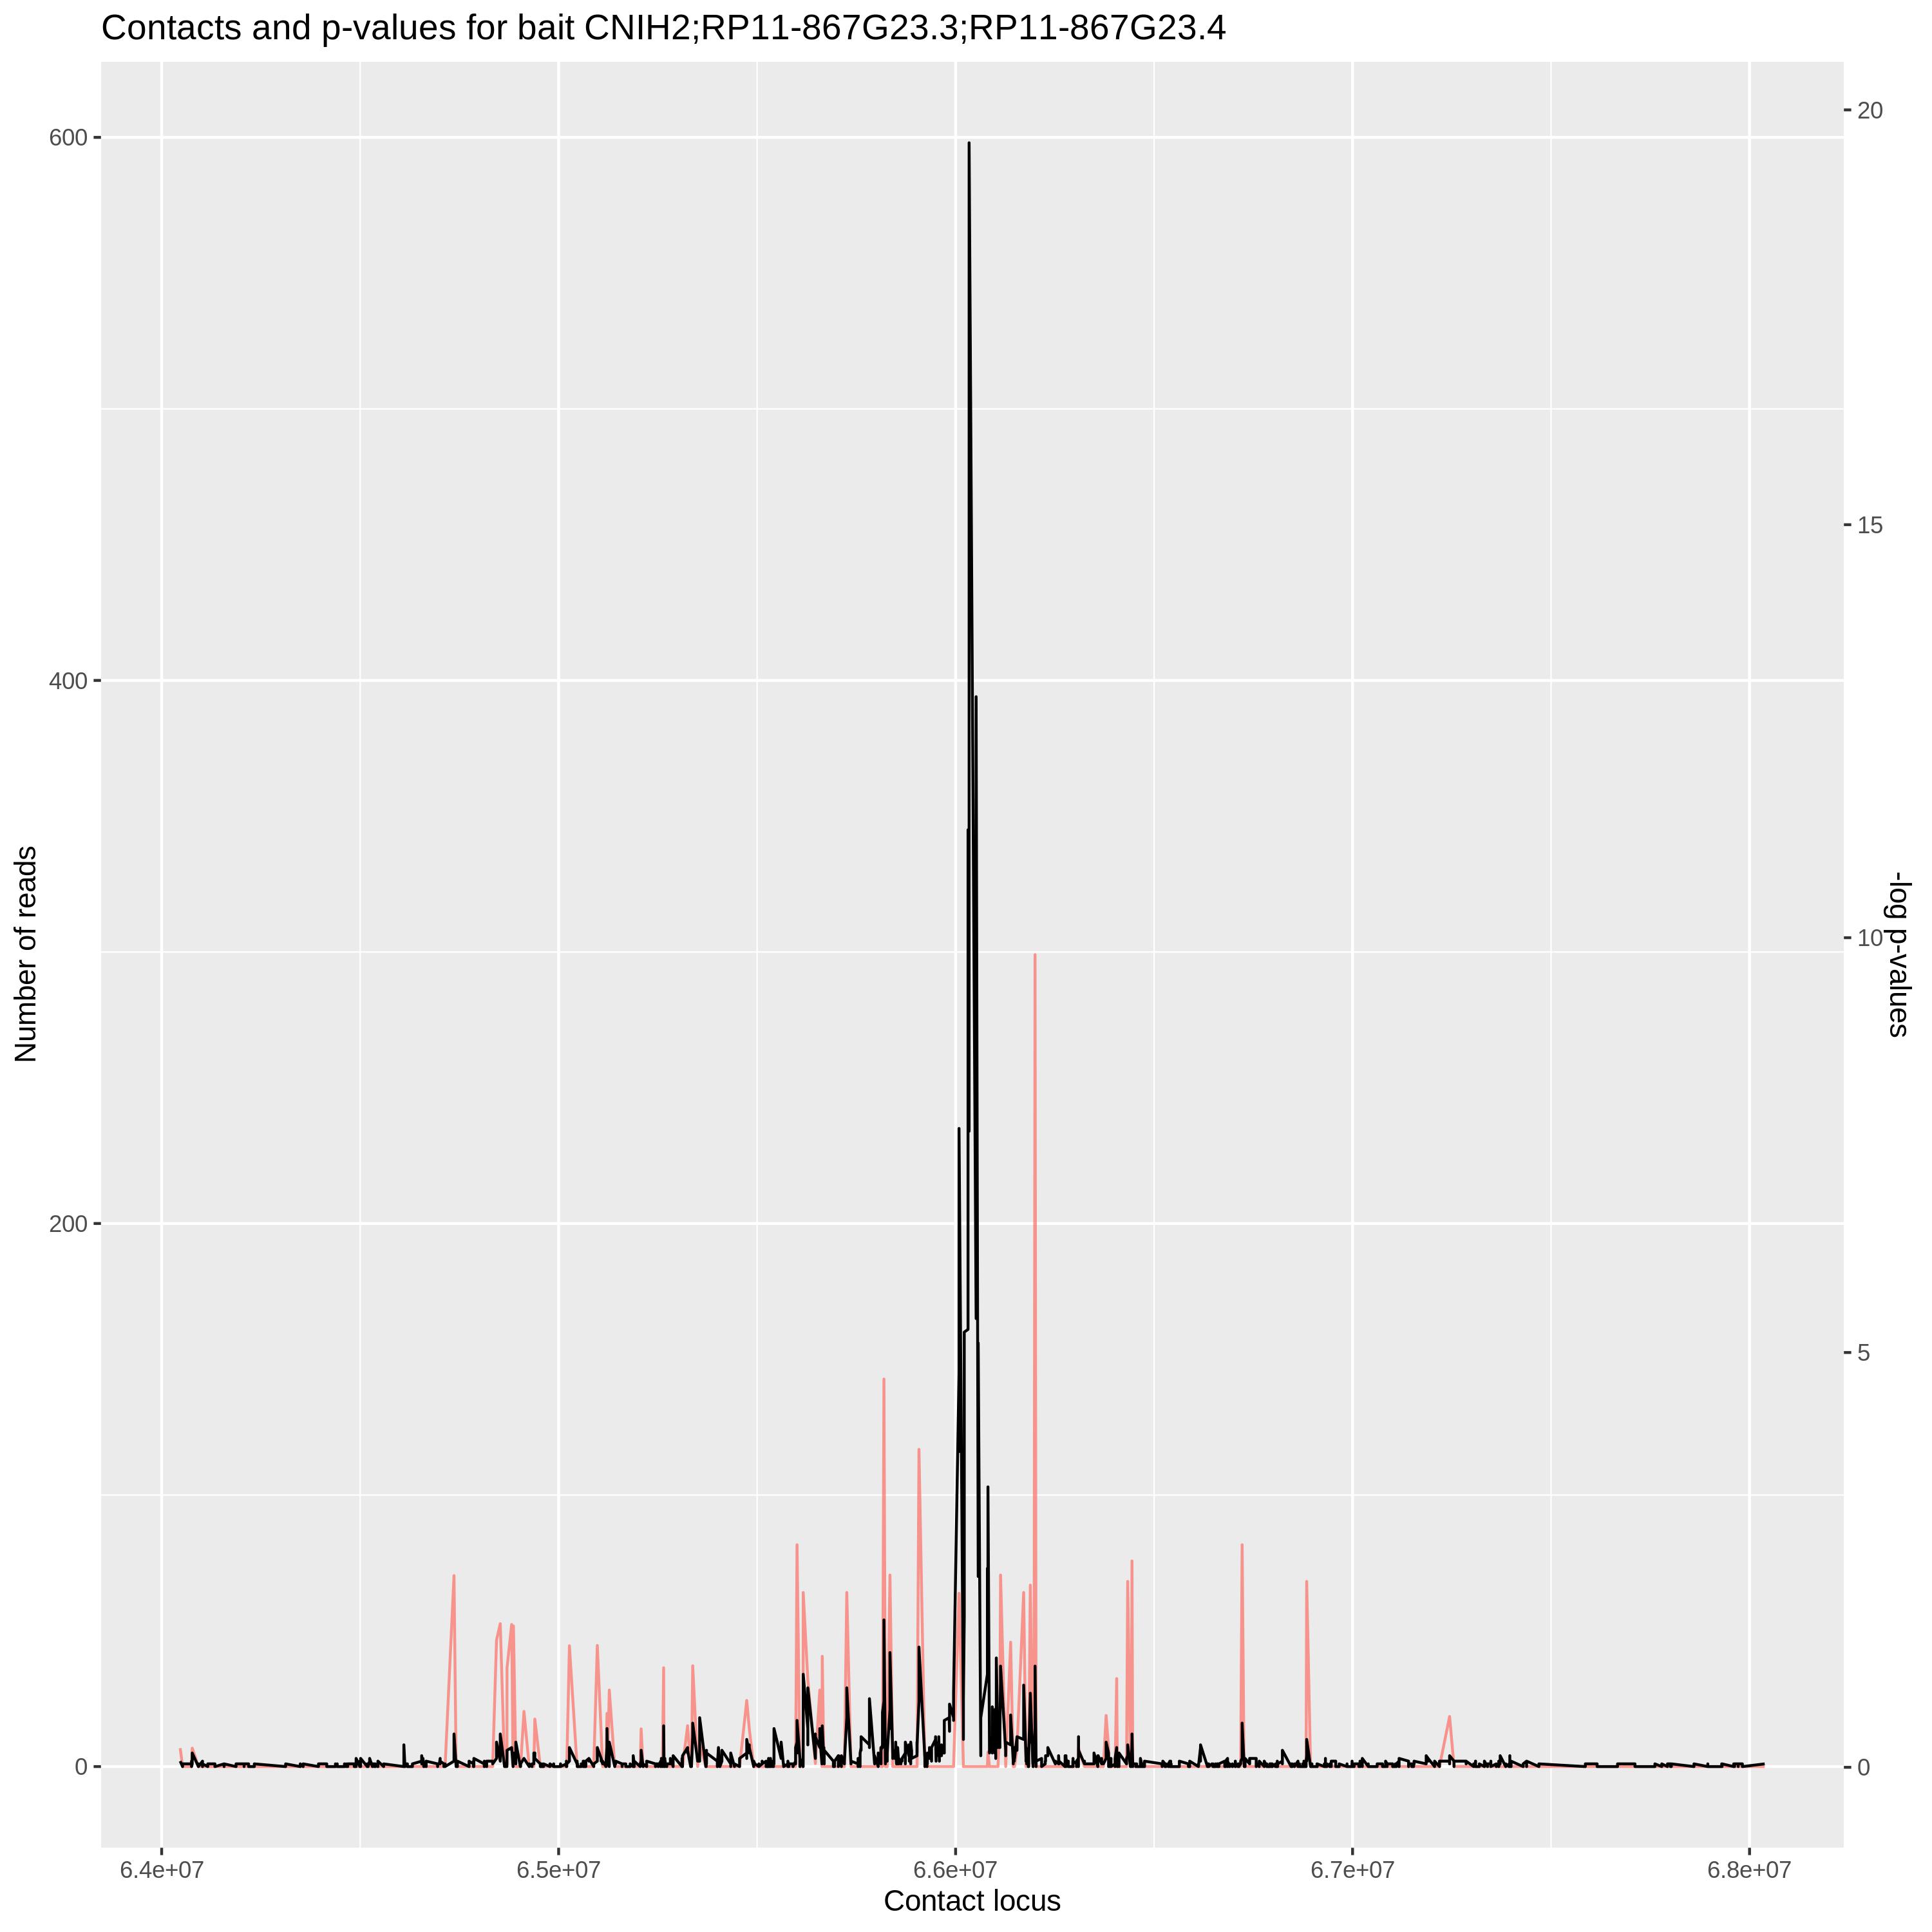 Contacts and p-values for bait CNIH2;RP11-867G23.3;RP11-867G23.4
600
400
200
0
Number of reads
20
15
10
5
0
-log p-values
6.4e+07
6.5e+07
6.6e+07
6.7e+07
6.8e+07
Contact locus